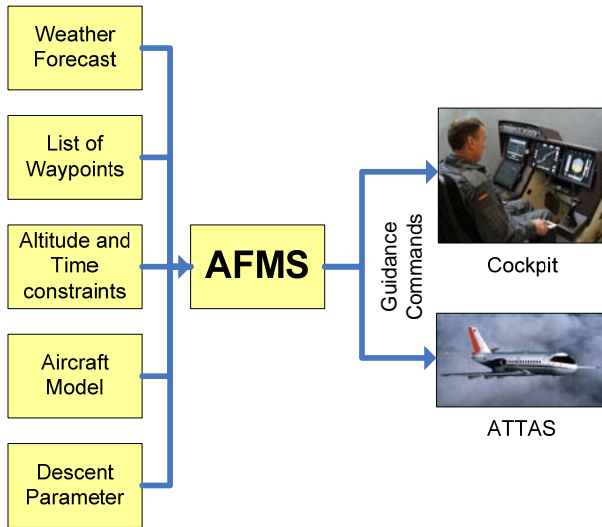 Weather
Forecast
List of
Waypoints
Altitude and
Time
constraints
Aircraft
Model
Descent
Parameter
AFMS
Guidance
Commands
Cockpit
ATTAS